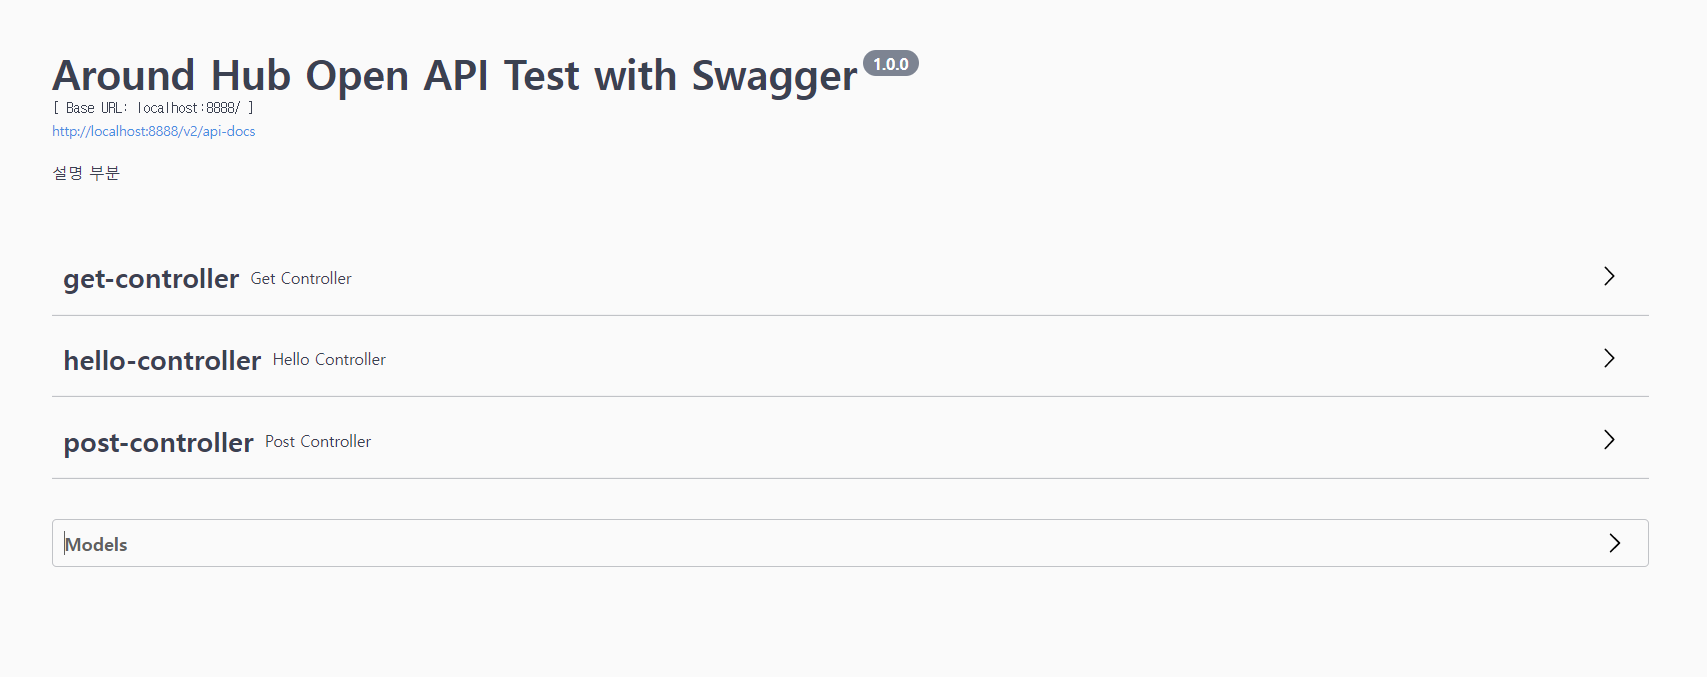 Around Hub Open API Test with Swagger 1.0.0
[ Base URL: localhost:8888/ ]
http://localhost:8888/v2/api-docs
설명 부분
get-controller Get Controller
hello-controller Hello Controller
post-controller Post Controller
Models